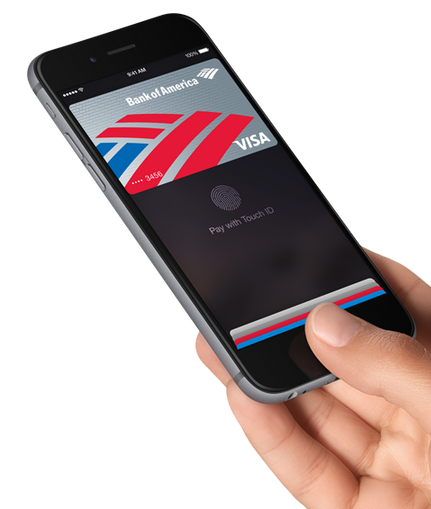 9:41 AM
100%
Bank of America
VISA
•••• 3456
Pay with Touch ID